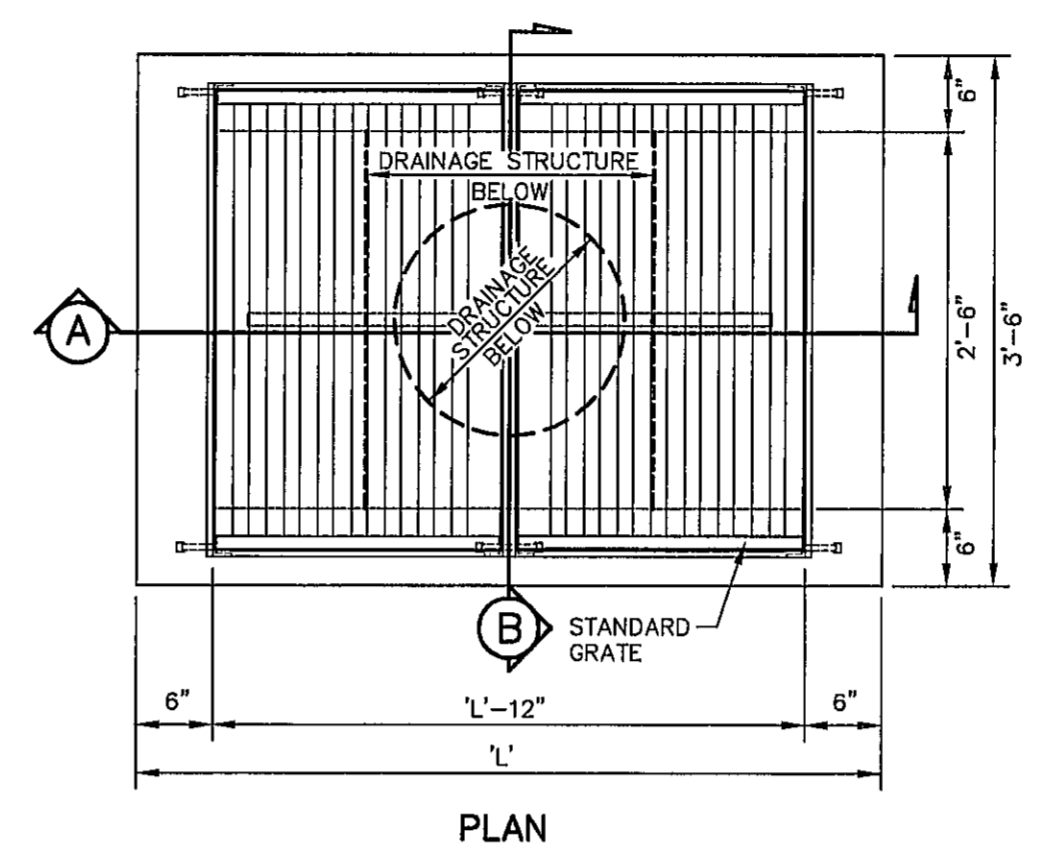 6"
DRAINAGE STRUCTURE
BELOW
DRAINAGE
STRUCTURE
BELOW
A
2'-6"
3'-6"
6"
B
STANDARD
GRATE
6"
'L'-12"
6"
'L'
PLAN